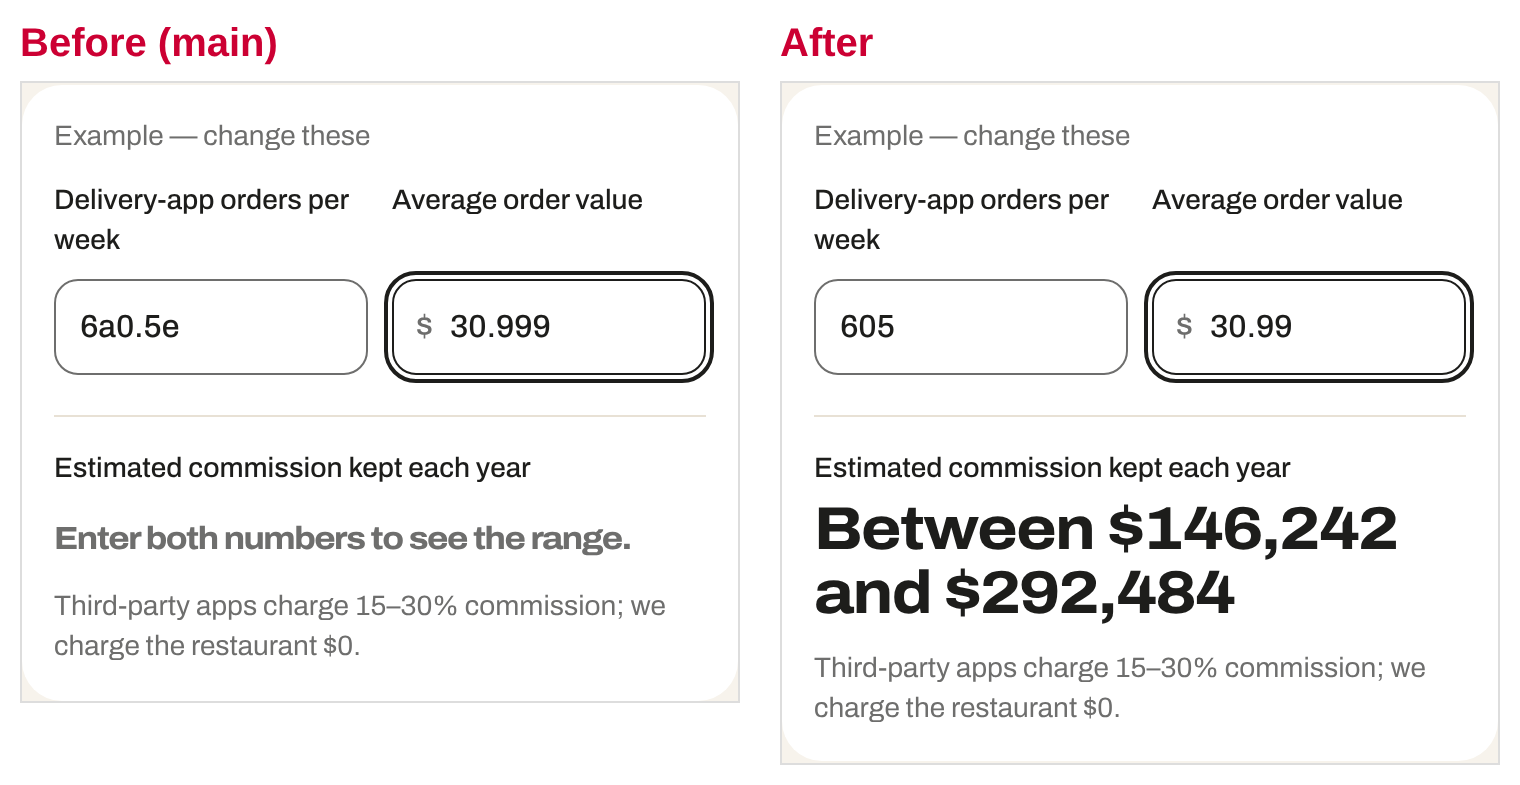 Before (main)
Example — change these
Delivery-app orders per
week
Average order value
6a0.5e
$ 30.999
Estimated commission kept each year
Enter both numbers to see the range.
Third-party apps charge 15–30% commission; we
charge the restaurant $0.
After
Example — change these
Delivery-app orders per
week
Average order value
605
$ 30.99
Estimated commission kept each year
Between $146,242
and $292,484
Third-party apps charge 15–30% commission; we
charge the restaurant $0.